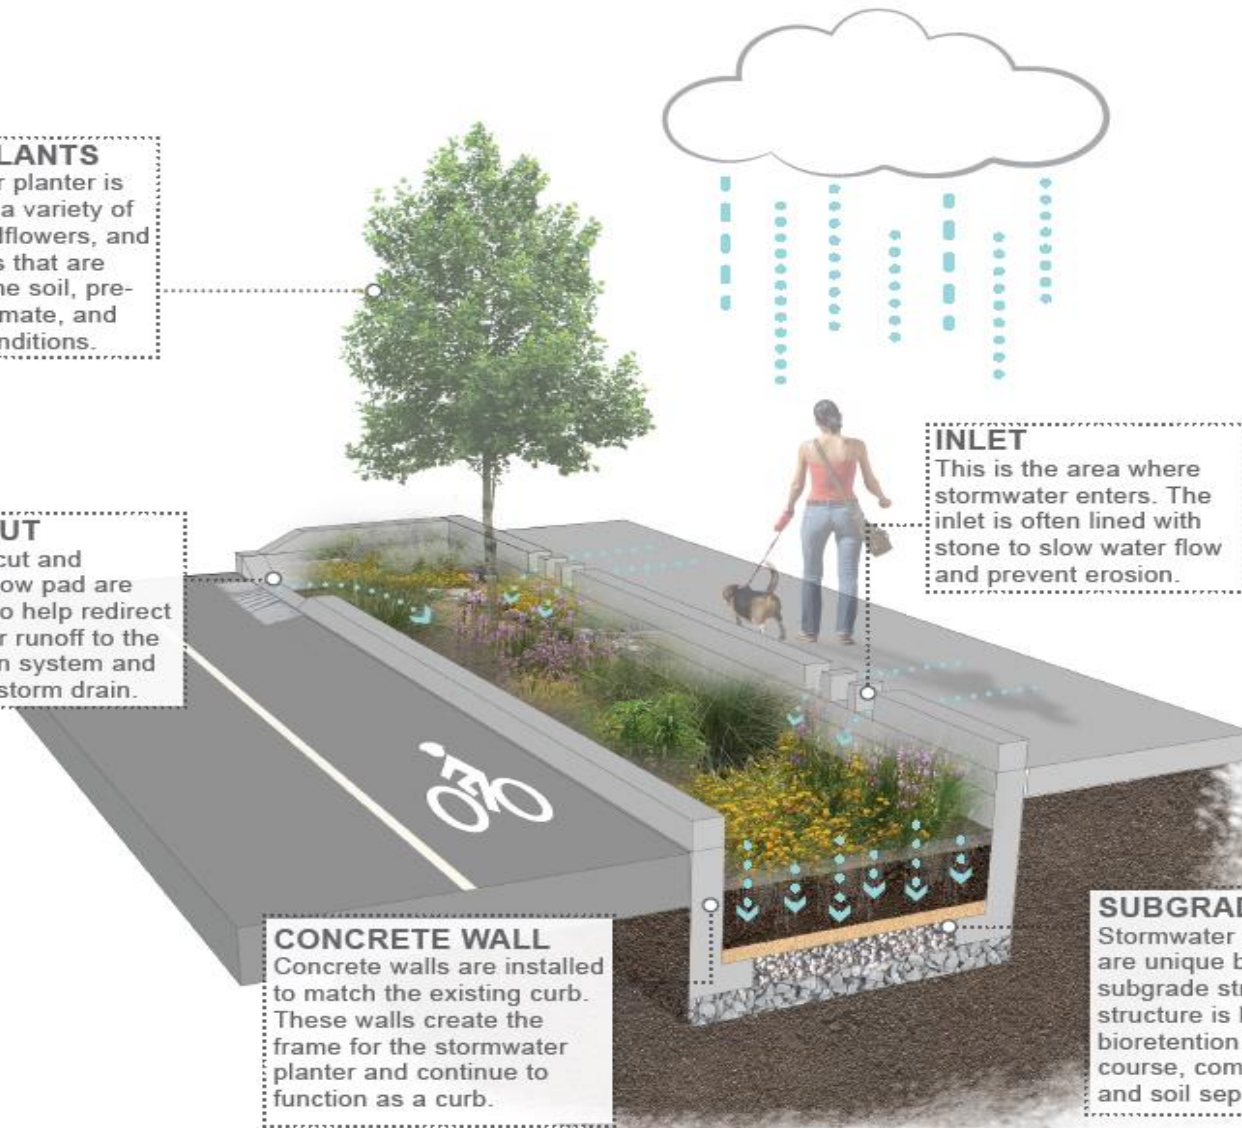 LANTS
r planter is
a variety of
dflowers, and
s that are
ne soil, pre-
mate, and
nditions.
UT
cut and
ow pad are
o help redirect
r runoff to the
n system and
storm drain.
INLET
This is the area where
stormwater enters. The
inlet is often lined with
stone to slow water flow
and prevent erosion.
CONCRETE WALL
Concrete walls are installed
to match the existing curb.
These walls create the
frame for the stormwater
planter and continue to
function as a curb.
SUBGRAD
Stormwater
are unique b
subgrade str
structure is l
bioretention
course, com
and soil sep